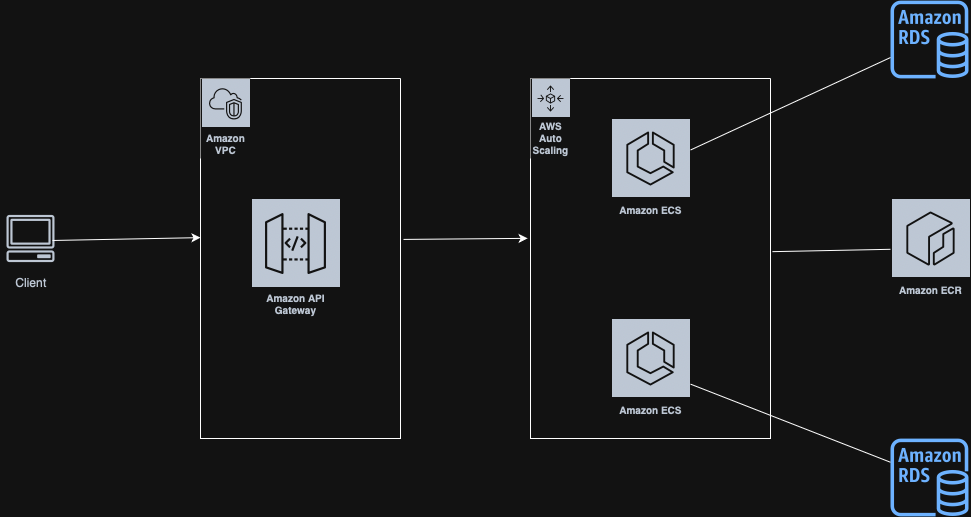 Amazon
RDS
Amazon
VPC
AWS
Auto
Scaling
Amazon ECS
Client
</>
Amazon API
Gateway
Amazon ECR
Amazon ECS
Amazon
RDS